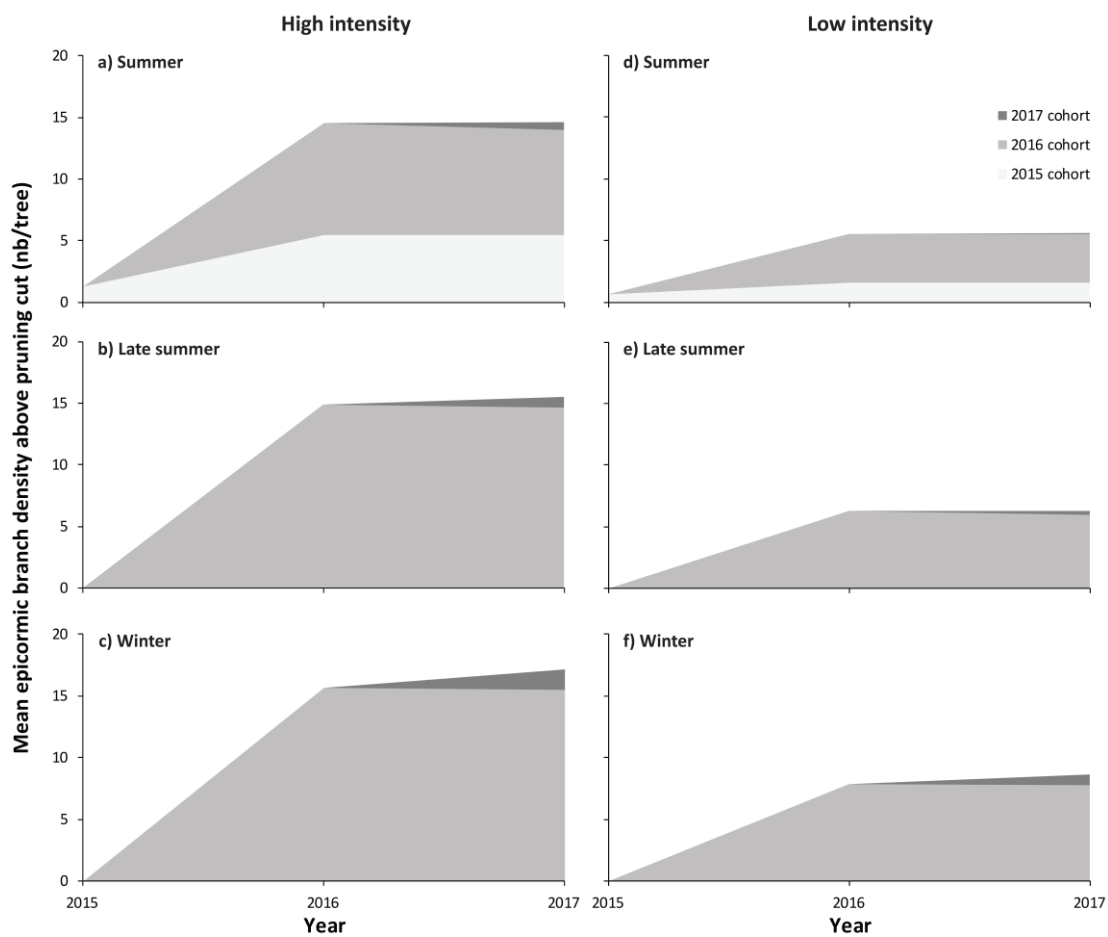 High intensity
Low intensity
Mean epicormic branch density above pruning cut (nb/tree)
a) Summer
20
15
10
5
0
d) Summer
2017 cohort
2016 cohort
2015 cohort
b) Late summer
20
15
10
5
0
e) Late summer
c) Winter
20
15
10
5
0
f) Winter
2015 2016 2017 2015 2016 2017
Year Year